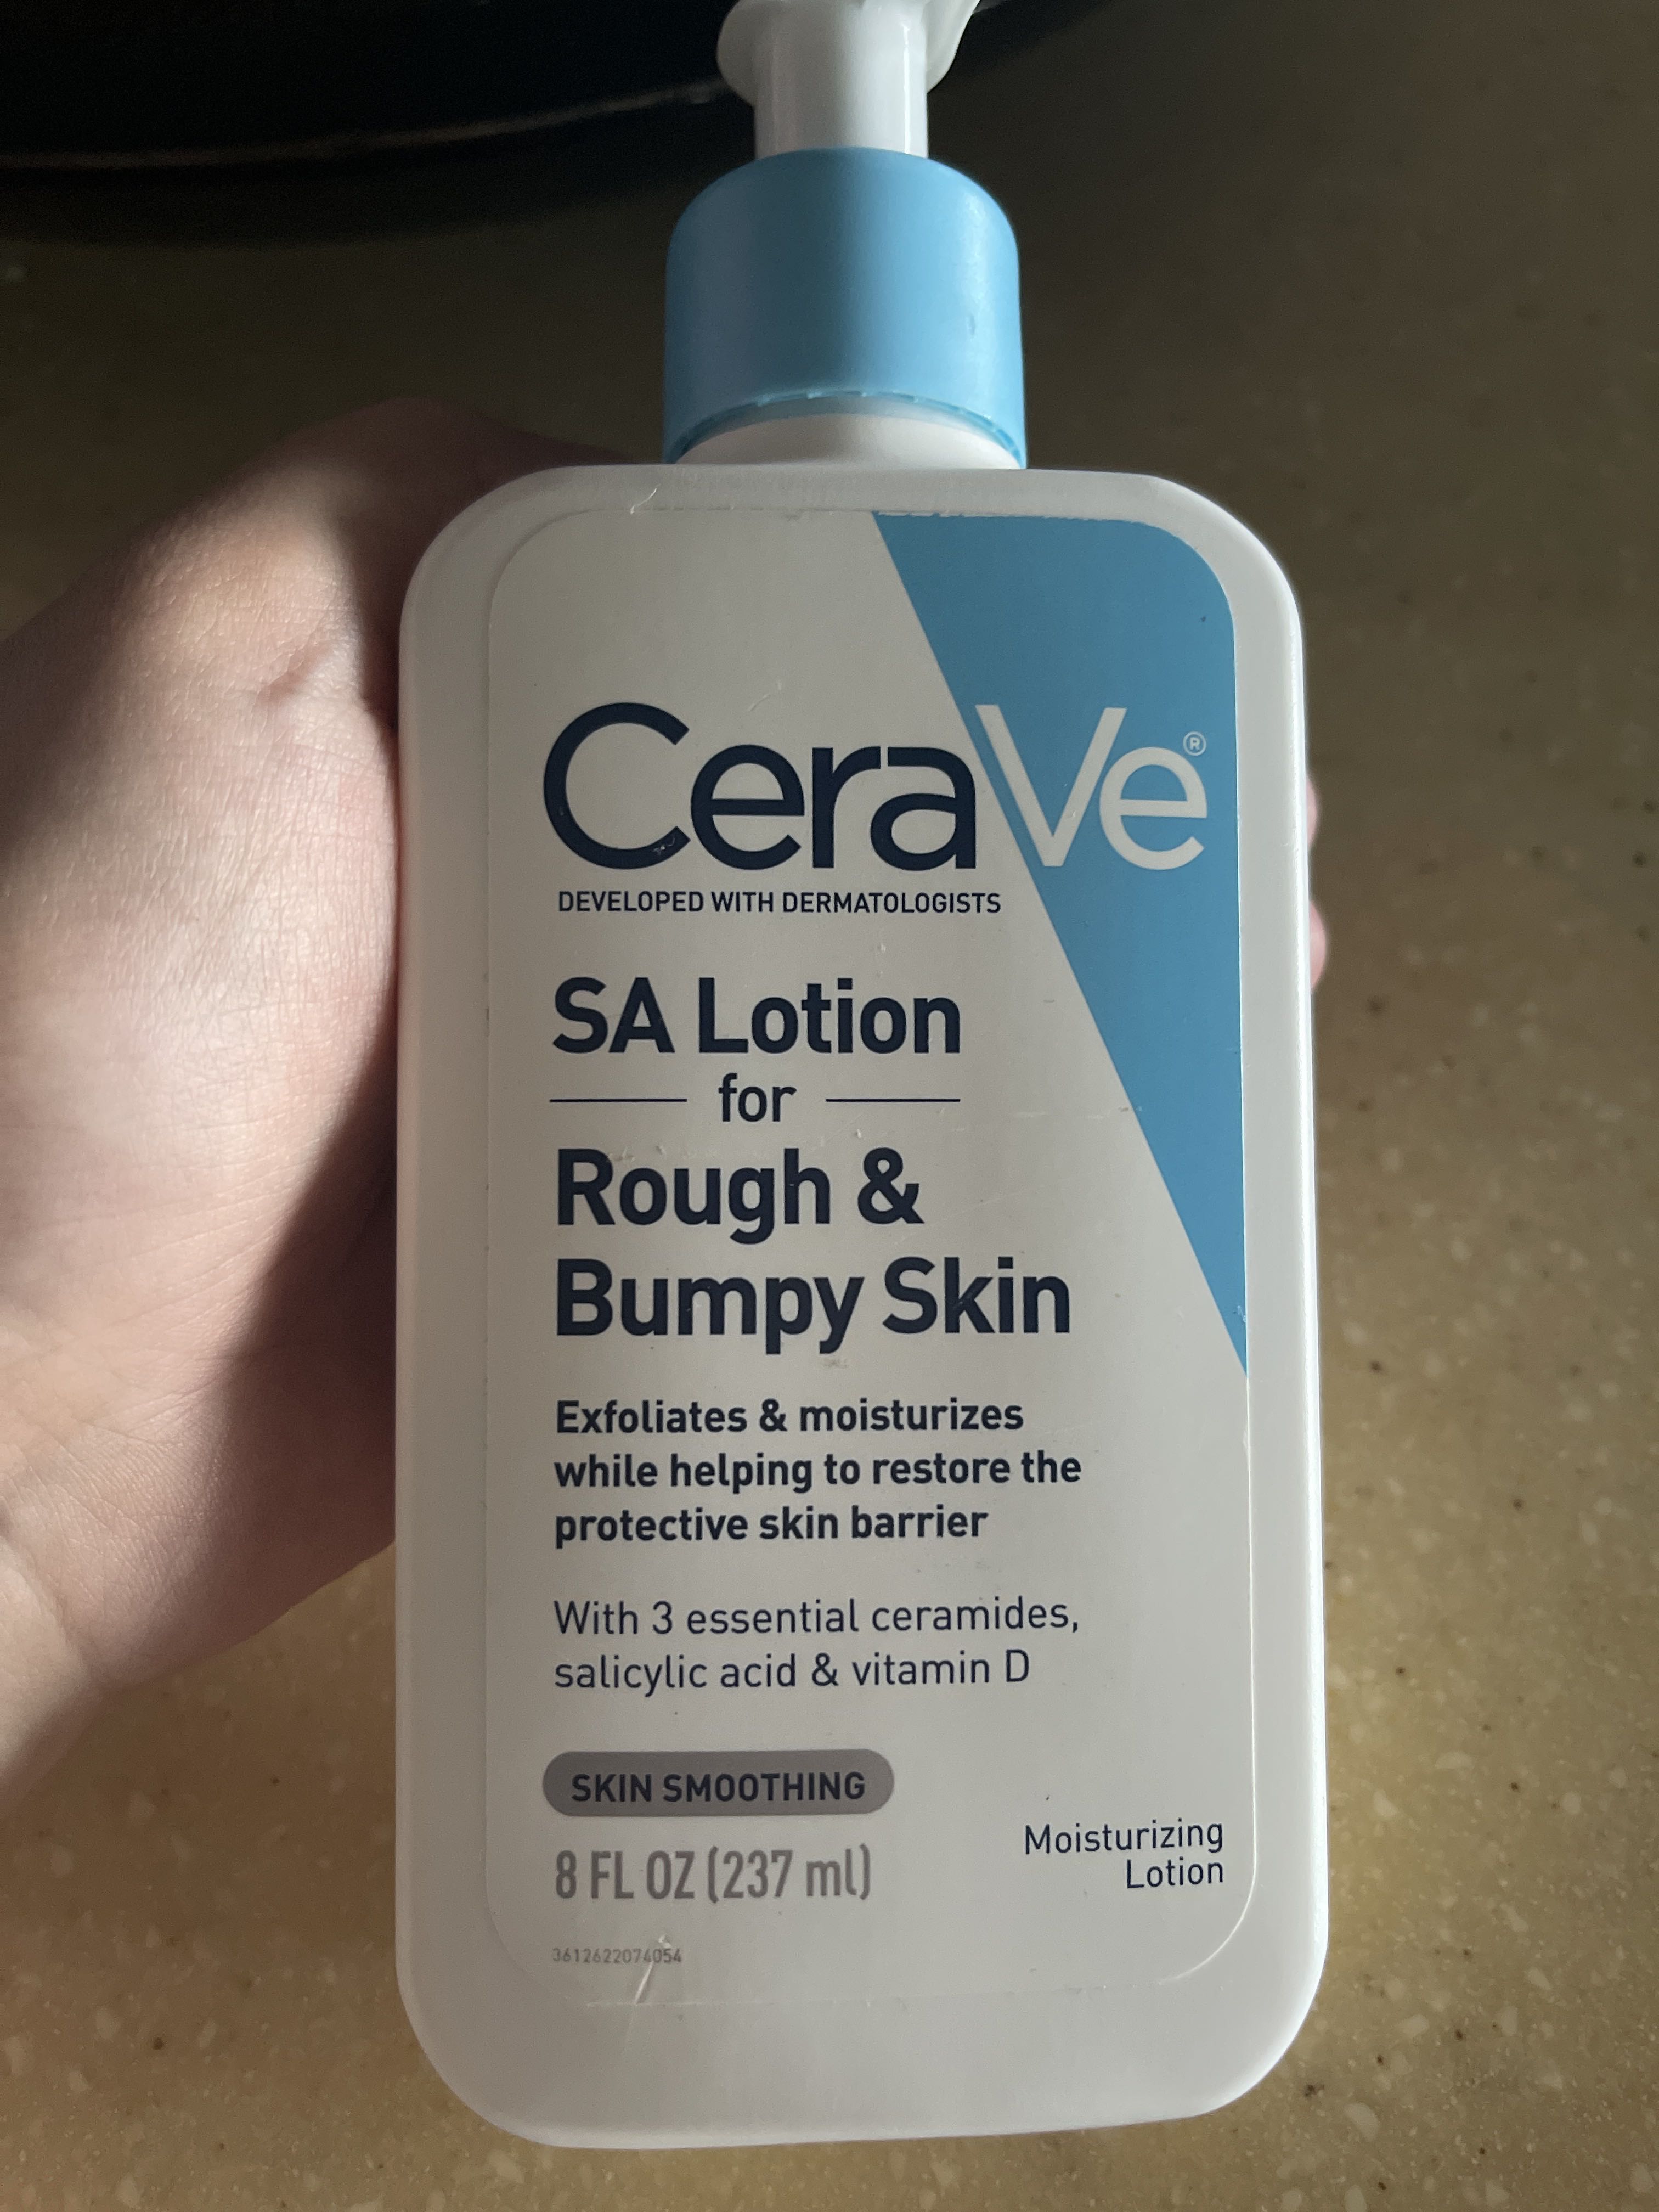 CeraVe®
DEVELOPED WITH DERMATOLOGISTS
SA Lotion
for
Rough &
Bumpy Skin
Exfoliates & moisturizes
while helping to restore the
protective skin barrier
With 3 essential ceramides,
salicylic acid & vitamin D
SKIN SMOOTHING
8 FL OZ (237 ml)
Moisturizing
Lotion
3612622074054